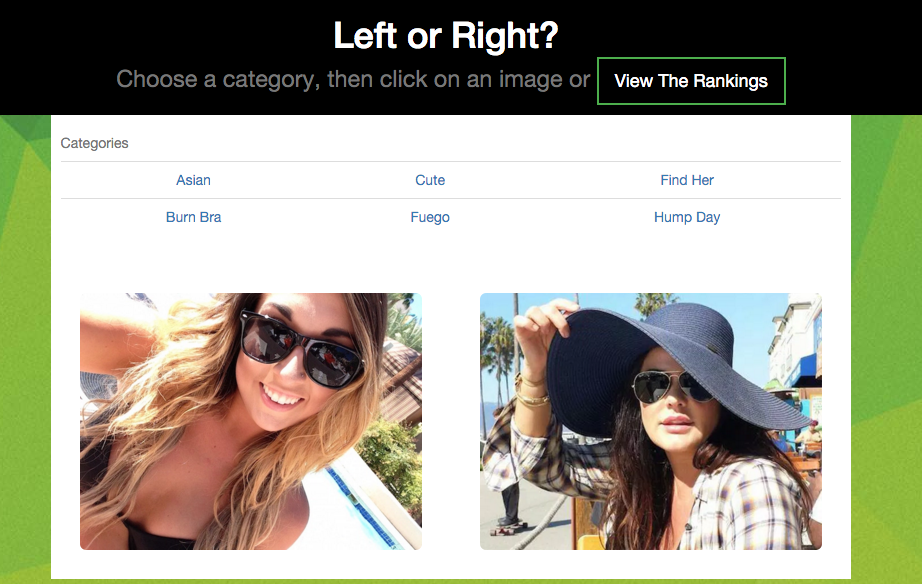 Left or Right?
Choose a category, then click on an image or View The Rankings
Categories
Asian Cute Find Her
Burn Bra Fuego Hump Day